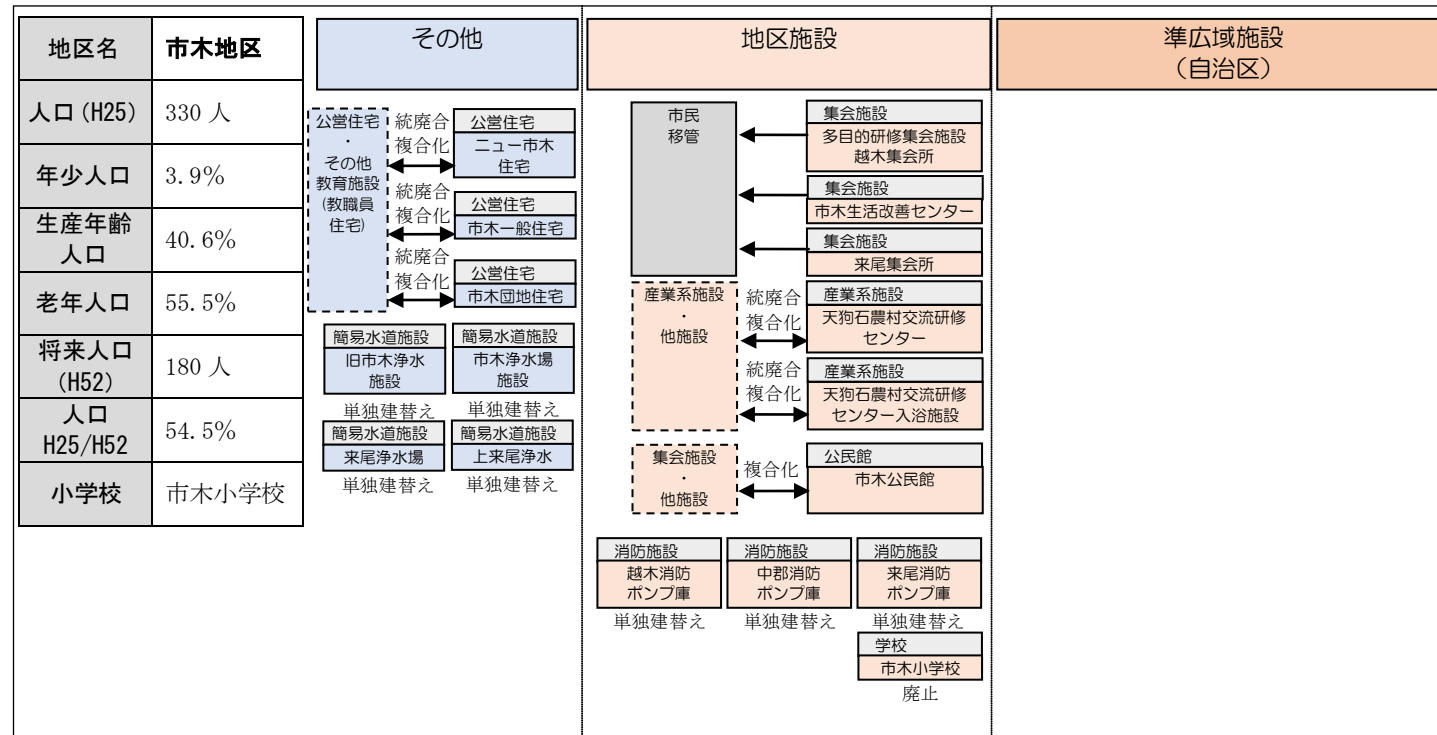 地区名 市木地区
人口(H25) 330 人
年少人口 3.9%
生産年齢
人口
40.6%
老年人口 55.5%
将来人口
(H52)
180 人
人口
H25/H52
54.5%
小学校 市木小学校
その他
公営住宅
・
その他
教育施設
(教職員
住宅)
統廃合
複合化
公営住宅
ニュー市木
住宅
統廃合
複合化
公営住宅
市木一般住宅
統廃合
複合化
公営住宅
市木団地住宅
簡易水道施設
旧市木浄水
施設
単独建替え
簡易水道施設
市木浄水場
施設
単独建替え
簡易水道施設
来尾浄水場
単独建替え
簡易水道施設
上来尾浄水
単独建替え
地区施設
市民
移管
集会施設
多目的研修集会施設
越木集会所
集会施設
市木生活改善センター
集会施設
来尾集会所
産業系施設
・
他施設
統廃合
複合化
産業系施設
天狗石農村交流研修
センター
統廃合
複合化
産業系施設
天狗石農村交流研修
センター入浴施設
集会施設
・
他施設
複合化
公民館
市木公民館
消防施設
越木消防
ポンプ庫
単独建替え
消防施設
中郡消防
ポンプ庫
単独建替え
消防施設
来尾消防
ポンプ庫
単独建替え
学校
市木小学校
廃止
準広域施設
(自治区)